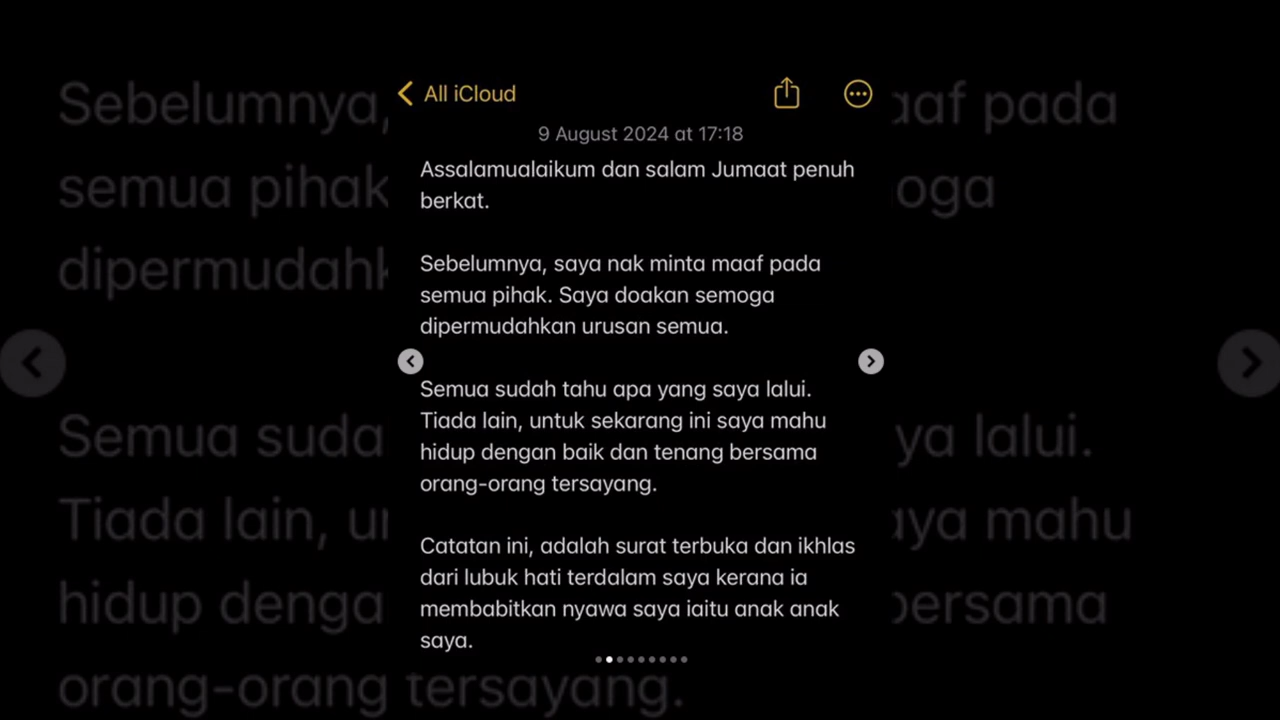 All iCloud
9 August 2024 at 17:18
Assalamualaikum dan salam Jumaat penuh
berkat.
Sebelumnya, saya nak minta maaf pada
semua pihak. Saya doakan semoga
dipermudahkan urusan semua.
Semua sudah tahu apa yang saya lalui.
Tiada lain, untuk sekarang ini saya mahu
hidup dengan baik dan tenang bersama
orang-orang tersayang.
Catatan ini, adalah surat terbuka dan ikhlas
dari lubuk hati terdalam saya kerana ia
membabitkan nyawa saya iaitu anak anak
saya.